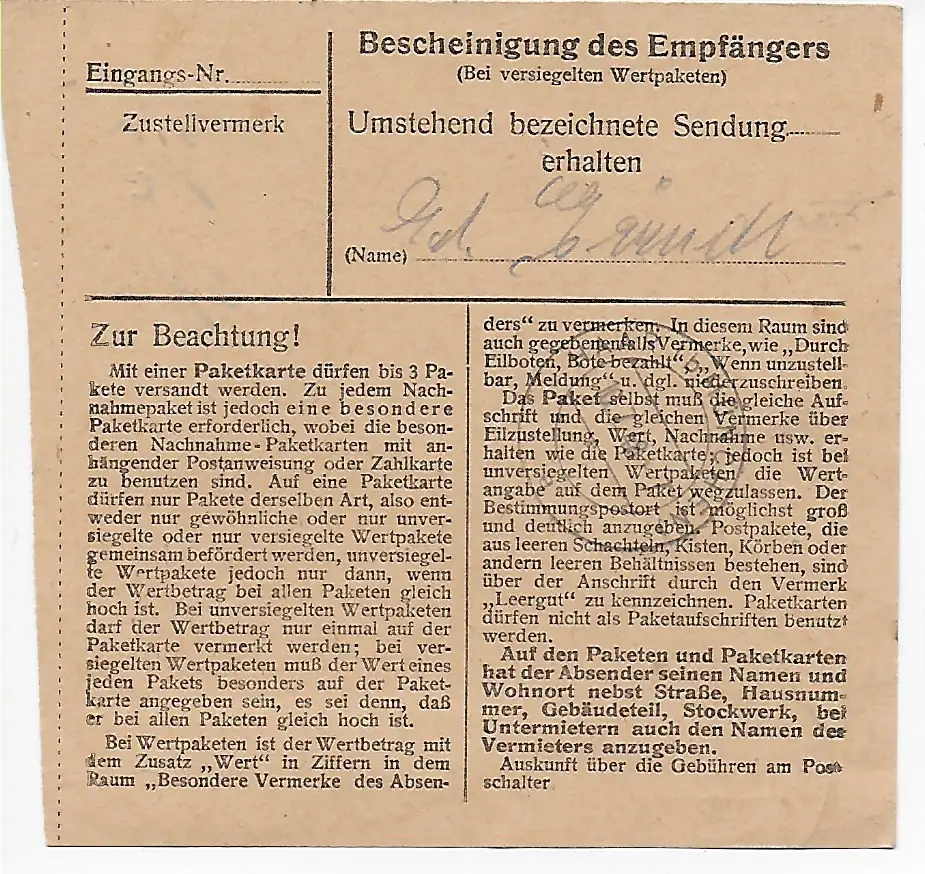 Eingangs-Nr.
Zustellvermerk
Bescheinigung des Empfängers
(Bei versiegelten Wertpaketen)
Umstehend bezeichnete Sendung
erhalten
(Name)
Zur Beachtung!
Mit einer Paketkarte dürfen bis 3 Pa-
kete versandt werden. Zu jedem Nach-
nahmepaket ist jedoch eine besondere
Paketkarte erforderlich, wobei die beson-
deren Nachnahme-Paketkarten mit an-
hängender Postanweisung oder Zahlkarte
zu benutzen sind. Auf eine Paketkarte
dürfen nur Pakete derselben Art, also ent-
weder nur gewöhnliche oder nur unver-
siegelte oder nur versiegelte Wertpakete
gemeinsam befördert werden, unversiegel-
te Wertpakete jedoch nur dann, wenn
der Wertbetrag bei allen Paketen gleich
hoch ist. Bei unversiegelten Wertpaketen
darf der Wertbetrag nur einmal auf der
Paketkarte vermerkt werden; bei ver-
siegelten Wertpaketen muß der Wert eines
jeden Pakets besonders auf der Paket-
karte angegeben sein, es sei denn, daß
er bei allen Paketen gleich hoch ist.
Bei Wertpaketen ist der Wertbetrag mit
dem Zusatz „Wert“ in Ziffern in dem
Raum „Besondere Vermerke des Absen-
ders“ zu vermerken. In diesem Raum sind
auch gegebenenfalls Vermerke, wie „Durch
Eilboten, Bote bezahlt“, „Wenn unzustell-
bar, Meldung“ u. dgl. niederzuschreiben.
Das Paket selbst muß die gleiche Auf-
schrift und die gleichen Vermerke über
Eilzustellung, Wert, Nachnahme usw. er-
halten wie die Paketkarte; jedoch ist bei
unversiegelten Wertpaketen die Wert-
angabe auf dem Paket wegzulassen. Der
Bestimmungspostort ist möglichst groß
und deutlich anzugeben. Postpakete, die
aus leeren Schachteln, Kisten, Körben oder
andern leeren Behältnissen bestehen, sind
über der Anschrift durch den Vermerk
„Leergut“ zu kennzeichnen. Paketkarten
dürfen nicht als Paketaufschriften benutzt
werden.
Auf den Paketen und Paketkarten
hat der Absender seinen Namen und
Wohnort nebst Straße, Hausnum-
mer, Gebäudeteil, Stockwerk, bei
Untermietern auch den Namen des
Vermieters anzugeben.
Auskunft über die Gebühren am Post
schalter